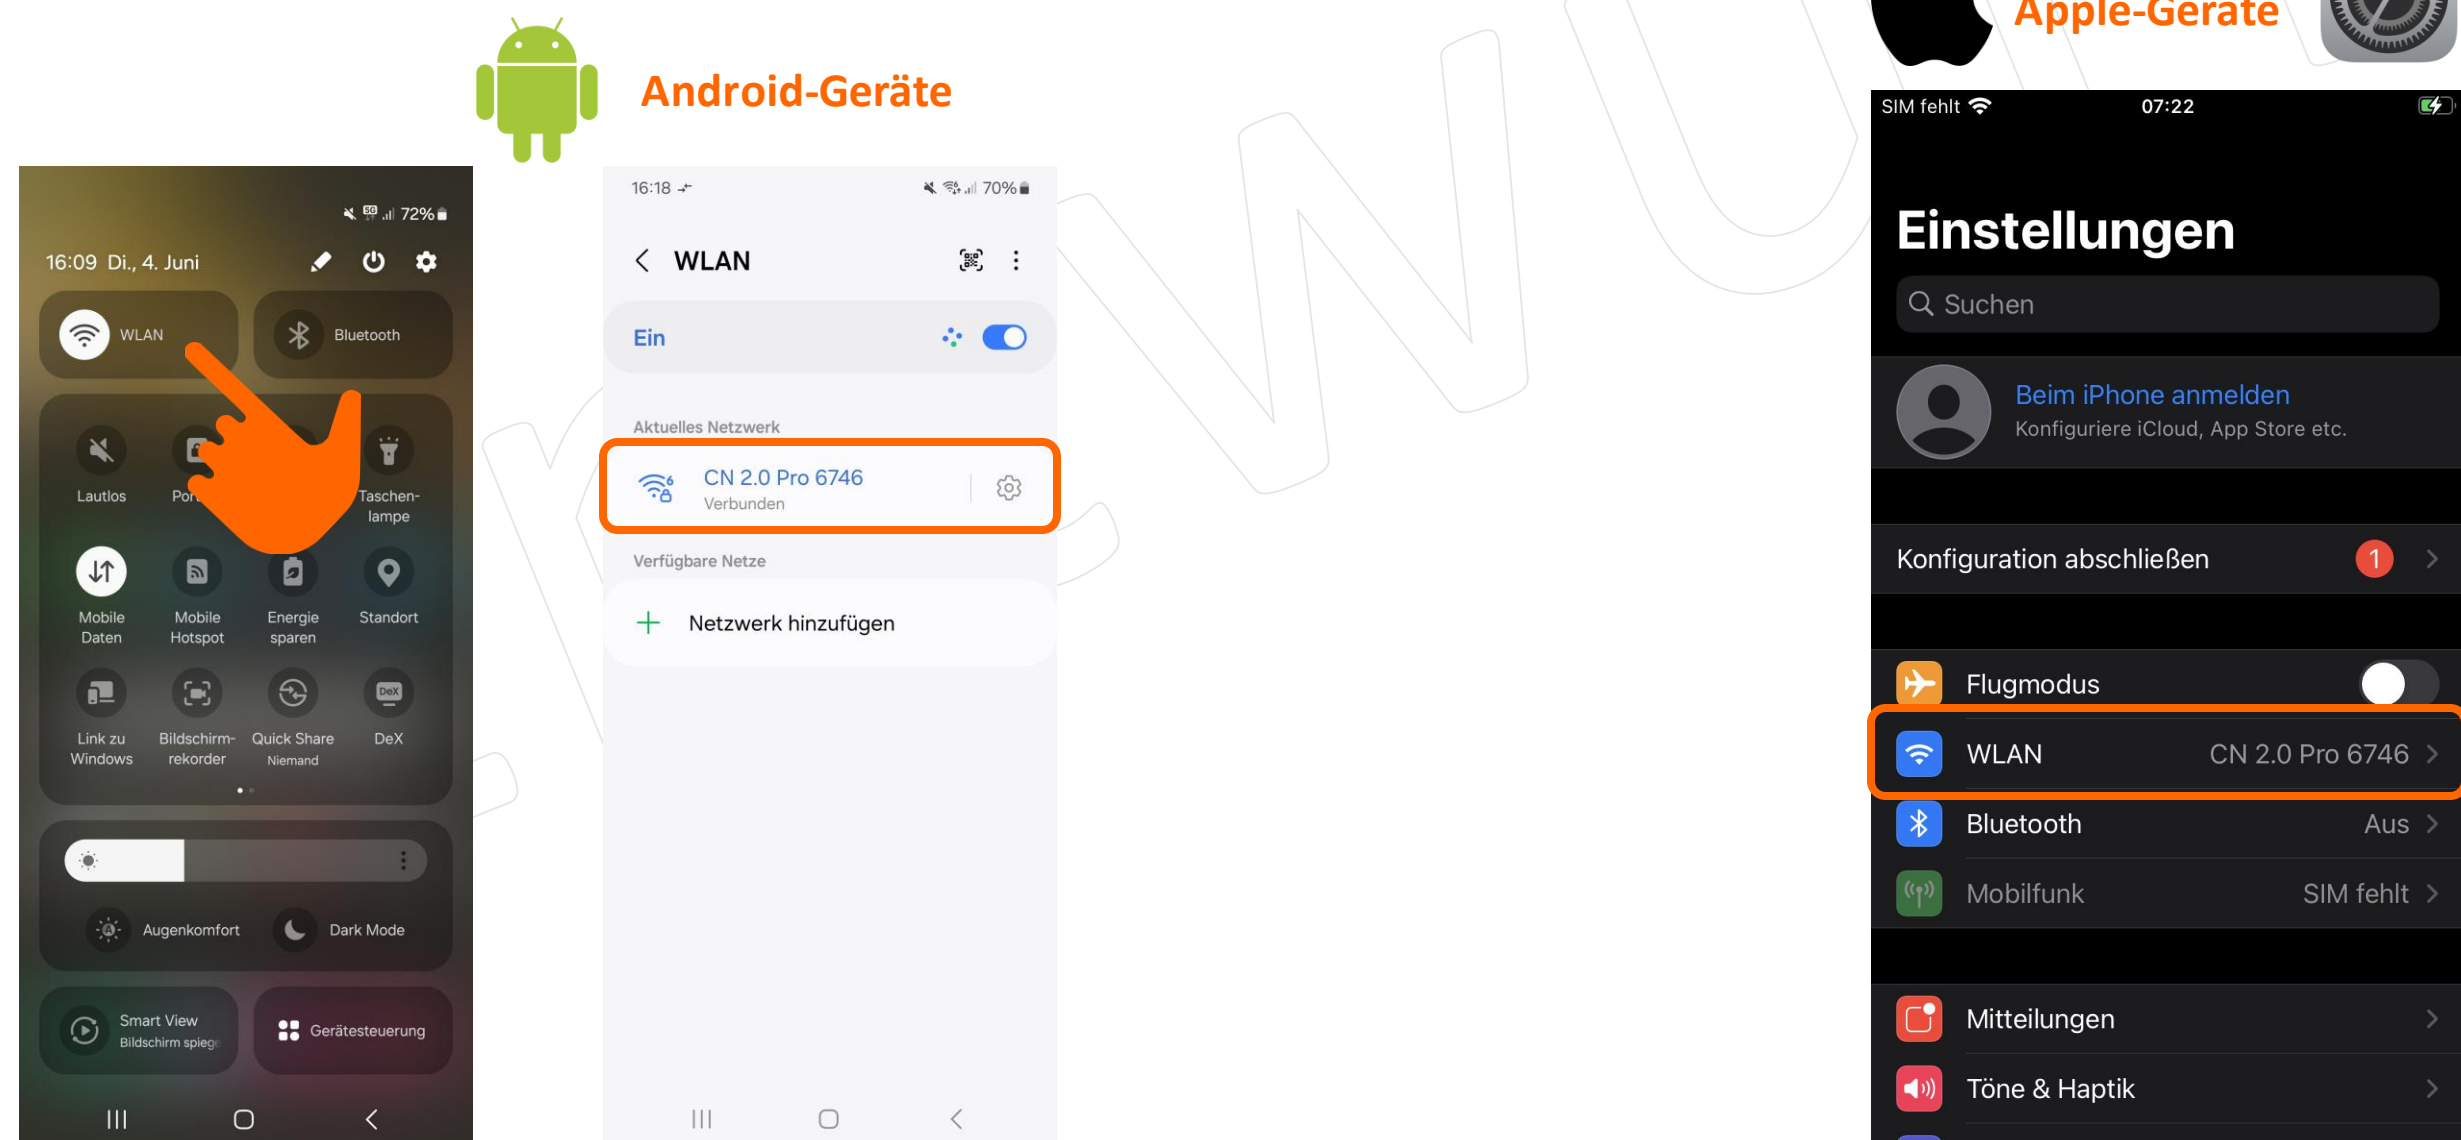 Android-Geräte
72%
16:09 Di., 4. Juni
WLAN
Bluetooth
Lautlos
Taschen-
lampe
Mobile
Daten
Mobile
Hotspot
Energie
sparen
Standort
Link zu
Windows
Bildschirm-
rekorder
Quick Share
Niemand
DeX
DeX
Augenkomfort
Dark Mode
Smart View
Bildschirm spiege
Gerätesteuerung
16:18
70%
WLAN
Ein
Aktuelles Netzwerk
CN 2.0 Pro 6746
Verbunden
Verfügbare Netze
Netzwerk hinzufügen
Apple-Geräte
SIM fehlt
07:22
Einstellungen
Suchen
Beim iPhone anmelden
Konfiguriere iCloud, App Store etc.
Konfiguration abschließen
1
Flugmodus
WLAN CN 2.0 Pro 6746
Bluetooth Aus
Mobilfunk SIM fehlt
Mitteilungen
Töne & Haptik